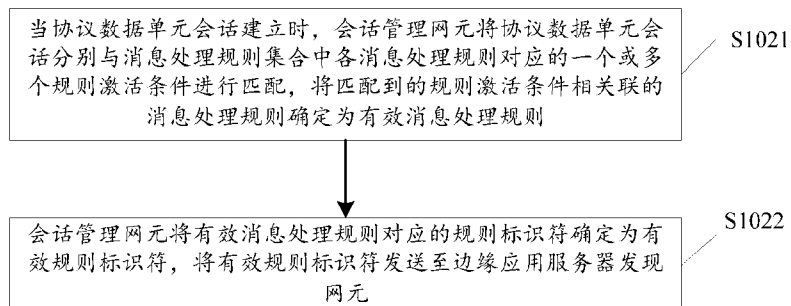 当协议数据单元会话建立时，会话管理网元将协议数据单元会
话分别与消息处理规则集合中各消息处理规则对应的一个或多
个规则激活条件进行匹配，将匹配到的规则激活条件相关联的
消息处理规则确定为有效消息处理规则
S1021
会话管理网元将有效消息处理规则对应的规则标识符确定为有
效规则标识符，将有效规则标识符发送至边缘应用服务器发现
网元
S1022